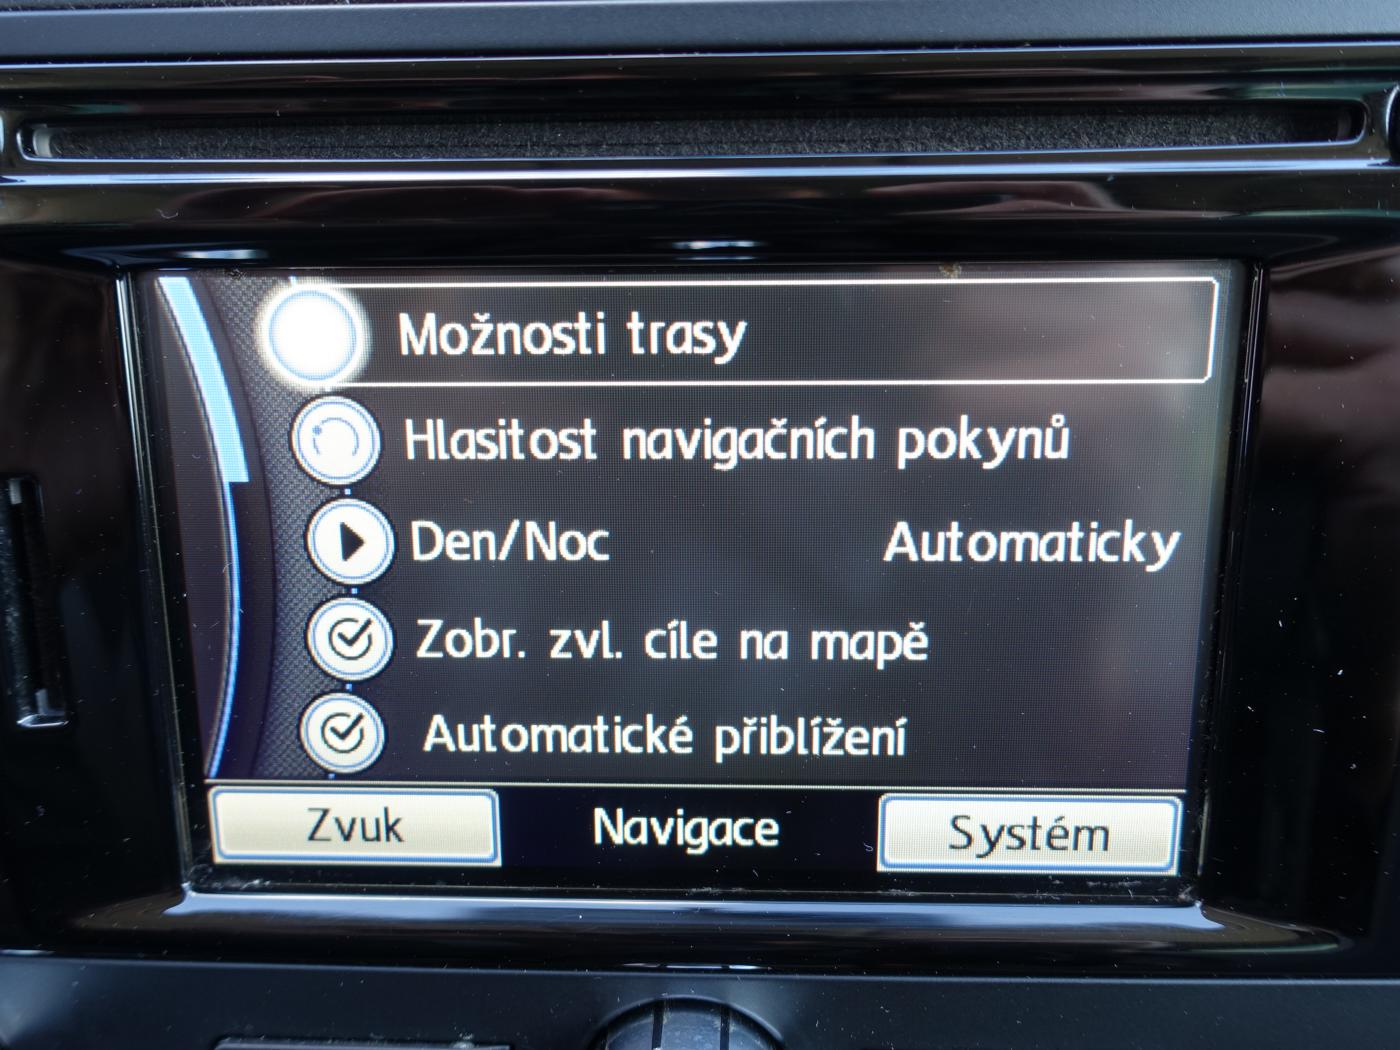 Možnosti trasy
Hlasitost navigačních pokynů
Den/Noc Automaticky
Zobr. zvl. cíle na mapě
Automatické přiblížení
Zvuk Navigace Systém